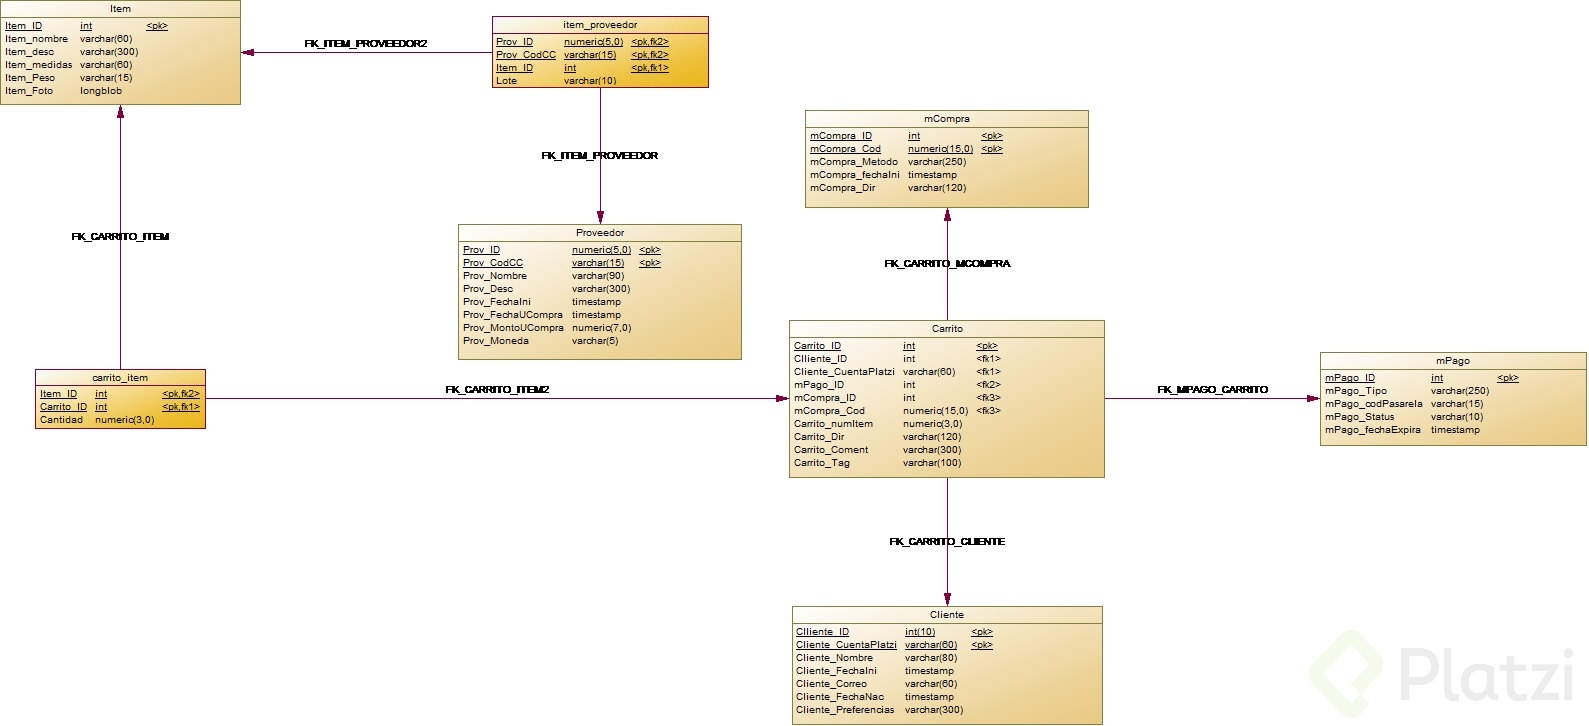 Item
Item_ID int <pk>
Item_nombre varchar(60)
Item_desc varchar(300)
Item_medidas varchar(60)
Item_Peso varchar(15)
Item_Foto longblob
FK_ITEM_PROVEEDOR2
item_proveedor
Prov_ID numeric(5,0) <pk,fk2>
Prov_CodCC varchar(15) <pk,fk2>
Item_ID int <pk,fk1>
Lote varchar(10)
FK_ITEM_PROVEEDOR
mCompra
mCompra_ID int <pk>
mCompra_Cod numeric(15,0) <pk>
mCompra_Metodo varchar(250)
mCompra_fechaIni timestamp
mCompra_Dir varchar(120)
FK_CARRITO_ITEM
Proveedor
Prov_ID numeric(5,0) <pk>
Prov_CodCC varchar(15) <pk>
Prov_Nombre varchar(90)
Prov_Desc varchar(300)
Prov_FechaIni timestamp
Prov_FechaUCompra timestamp
Prov_MontoUCompra numeric(7,0)
Prov_Moneda varchar(5)
FK_CARRITO_MCOMPRA
carrito_item
Item_ID int <pk,fk2>
Carrito_ID int <pk,fk1>
Cantidad numeric(3,0)
FK_CARRITO_ITEM2
Carrito
Carrito_ID int <pk>
Clliente_ID int <fk1>
Cliente_CuentaPlatzi varchar(60) <fk1>
mPago_ID int <fk2>
mCompra_ID int <fk3>
mCompra_Cod numeric(15,0) <fk3>
Carrito_numItem numeric(3,0)
Carrito_Dir varchar(120)
Carrito_Coment varchar(300)
Carrito_Tag varchar(100)
FK_MPAGO_CARRITO
mPago
mPago_ID int <pk>
mPago_Tipo varchar(250)
mPago_codPasarela varchar(15)
mPago_Status varchar(10)
mPago_fechaExpira timestamp
FK_CARRITO_CLIENTE
Cliente
Clliente_ID int(10) <pk>
Cliente_CuentaPlatzi varchar(60) <pk>
Cliente_Nombre varchar(80)
Cliente_FechaIni timestamp
Cliente_Correo varchar(60)
Cliente_FechaNac timestamp
Cliente_Preferencias varchar(300)
Platzi